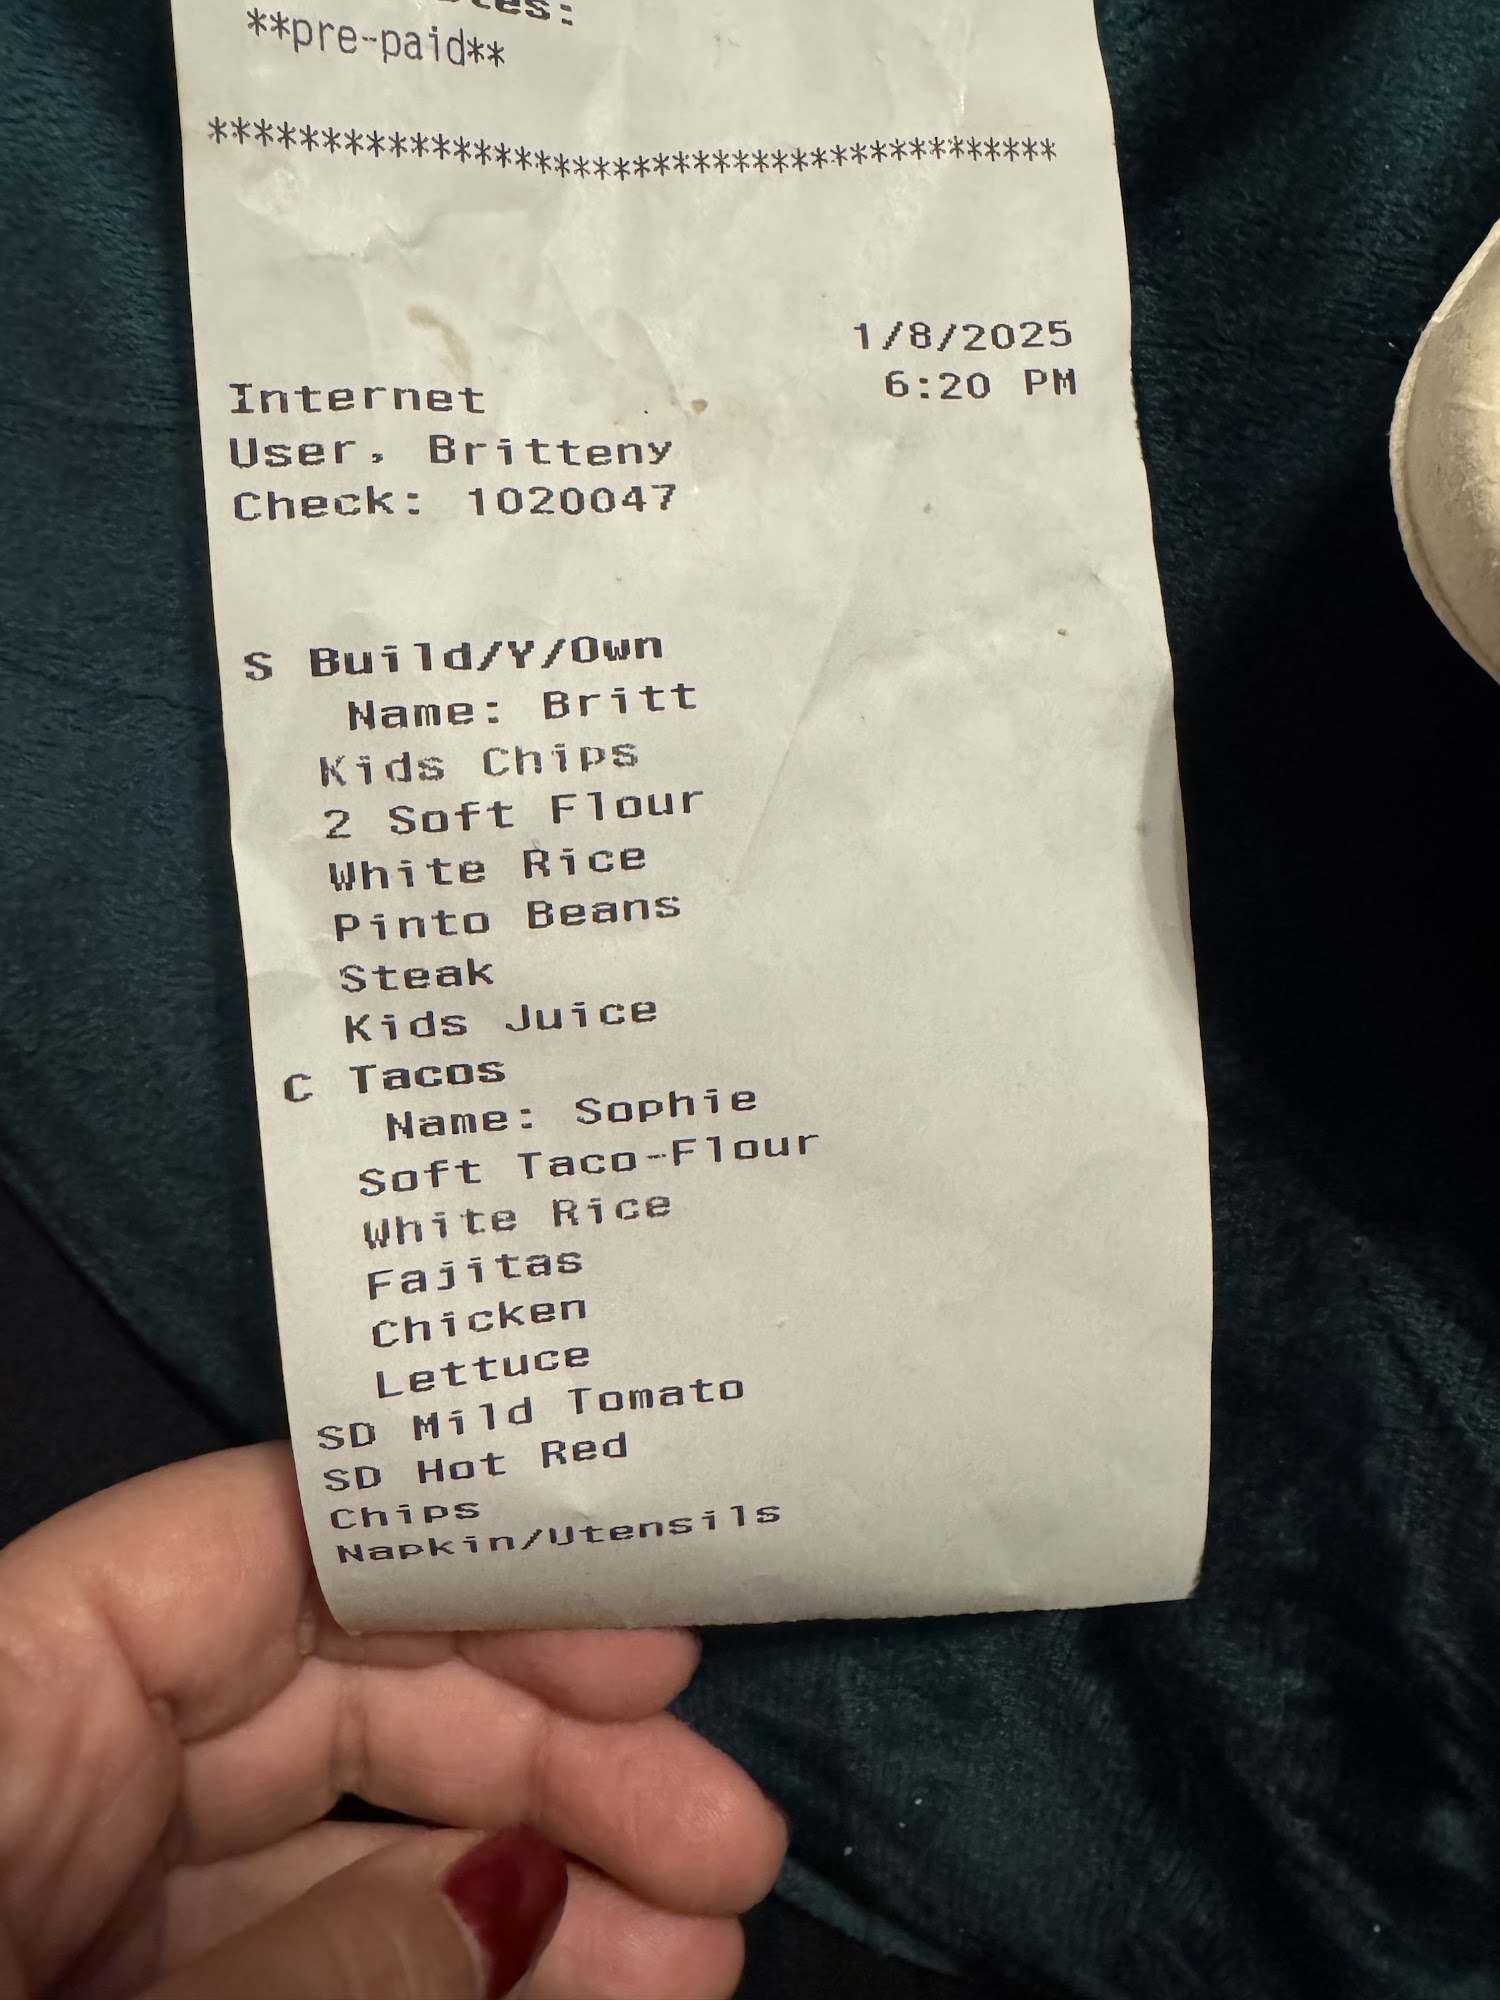 **pre-paid**
******************************************
1/8/2025
6:20 PM
Internet
User, Britteny
Check: 1020047
S Build/Y/Own
Name: Britt
Kids Chips
2 Soft Flour
White Rice
Pinto Beans
Steak
Kids Juice
C Tacos
Name: Sophie
Soft Taco-Flour
White Rice
Fajitas
Chicken
Lettuce
SD Mild Tomato
SD Hot Red
Chips
Napkin/Utensils